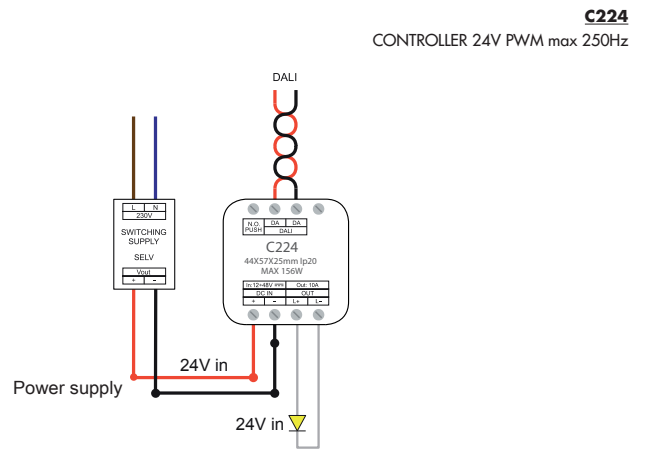 C224
CONTROLLER 24V PWM max 250Hz
DALI
L N
230V
SWITCHING
SUPPLY
SELV
Vout
+ −
N.O. DA DA
PUSH DALI
C224
44X57X25mm Ip20
MAX 156W
In:12÷48V Out: 10A
DC IN OUT
+ − L+ L−
24V in
Power supply
24V in